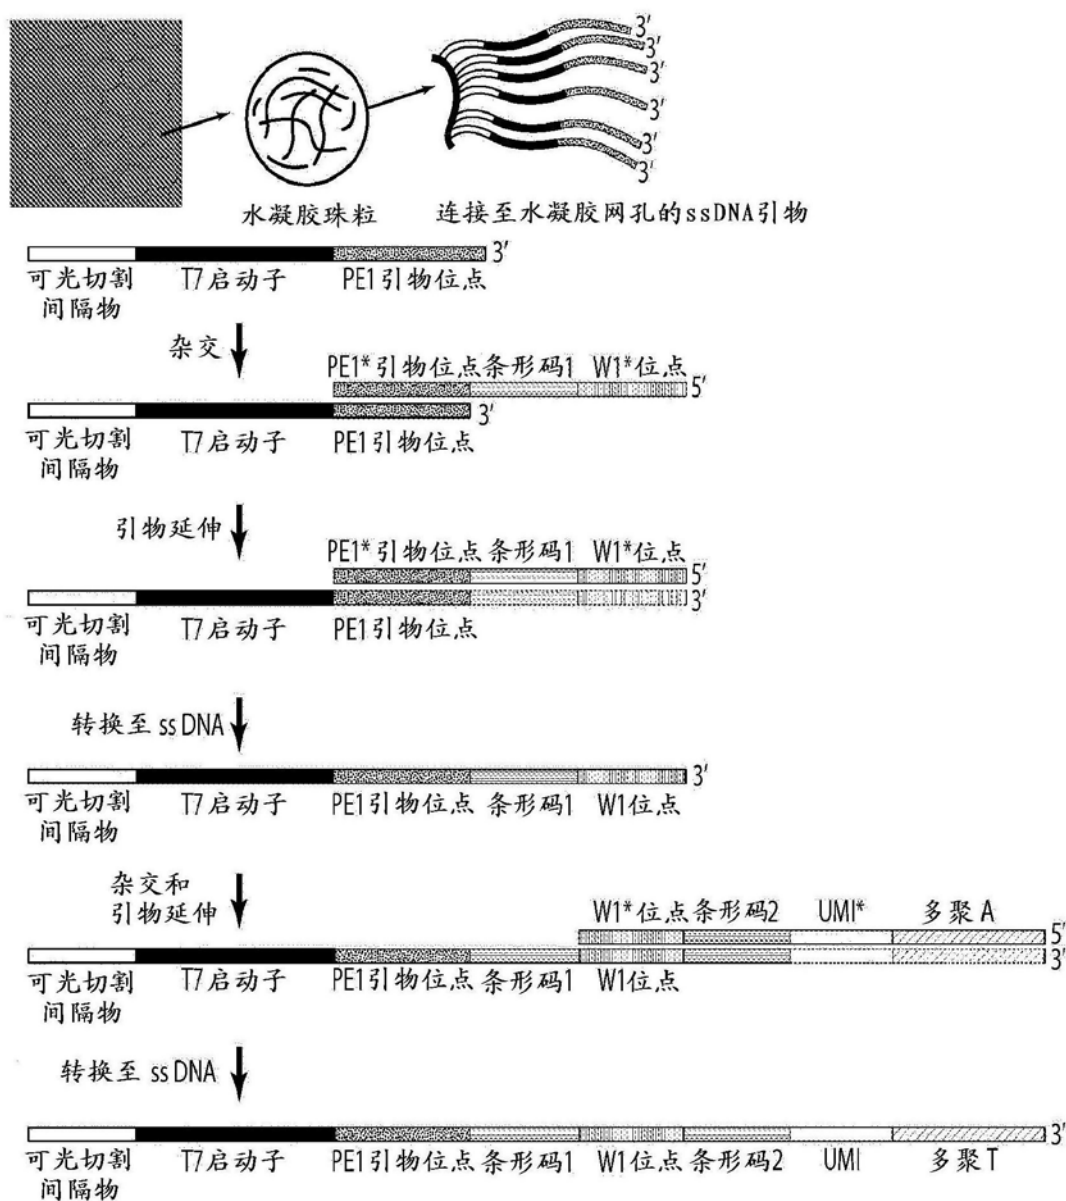 3′
3′
3′
3′
3′
3′
水凝胶珠粒
连接至水凝胶网孔的ssDNA引物
3′
可光切割
间隔物
T7启动子
PE1引物位点
杂交
PE1*引物位点 条形码1 W1*位点
5′
3′
可光切割
间隔物
T7启动子
PE1引物位点
引物延伸
PE1*引物位点 条形码1 W1*位点
5′
3′
可光切割
间隔物
T7启动子
PE1引物位点
转换至 ssDNA
3′
可光切割
间隔物
T7启动子
PE1引物位点 条形码1 W1位点
杂交和
引物延伸
W1*位点 条形码2 UMI* 多聚A
5′
3′
可光切割
间隔物
T7启动子
PE1引物位点 条形码1 W1位点
转换至 ssDNA
3′
可光切割
间隔物
T7启动子
PE1引物位点 条形码1 W1位点 条形码2 UMI 多聚T